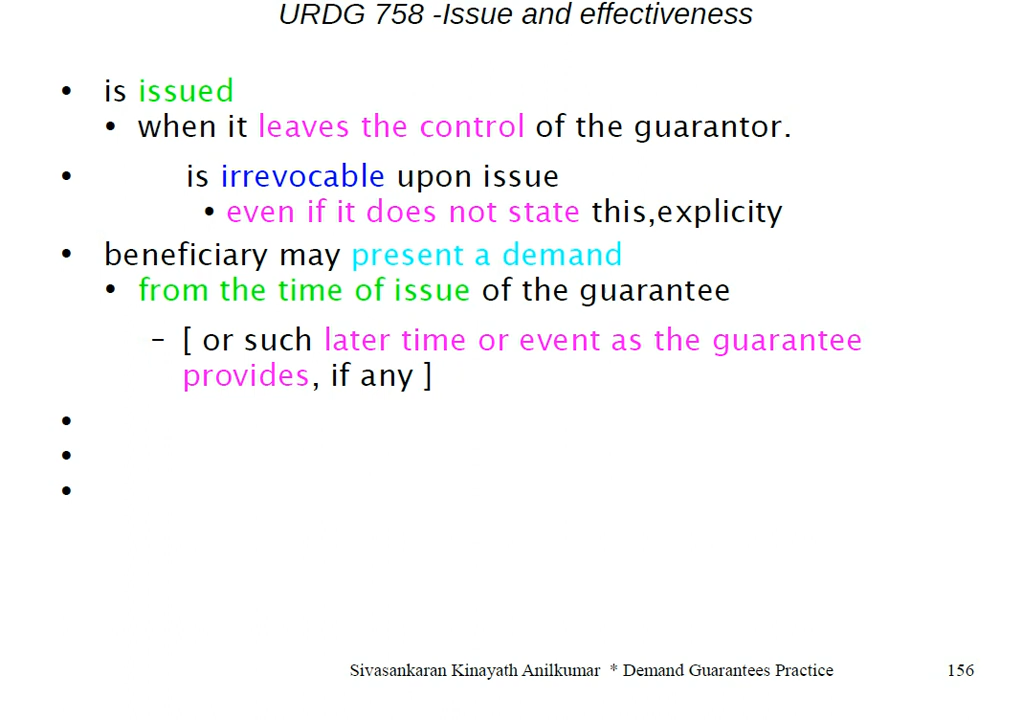 URDG 758 -Issue and effectiveness
• is issued
• when it leaves the control of the guarantor.
• is irrevocable upon issue
• even if it does not state this,explicity
• beneficiary may present a demand
• from the time of issue of the guarantee
– [ or such later time or event as the guarantee
provides, if any ]
•
•
•
Sivasankaran Kinayath Anilkumar * Demand Guarantees Practice 156